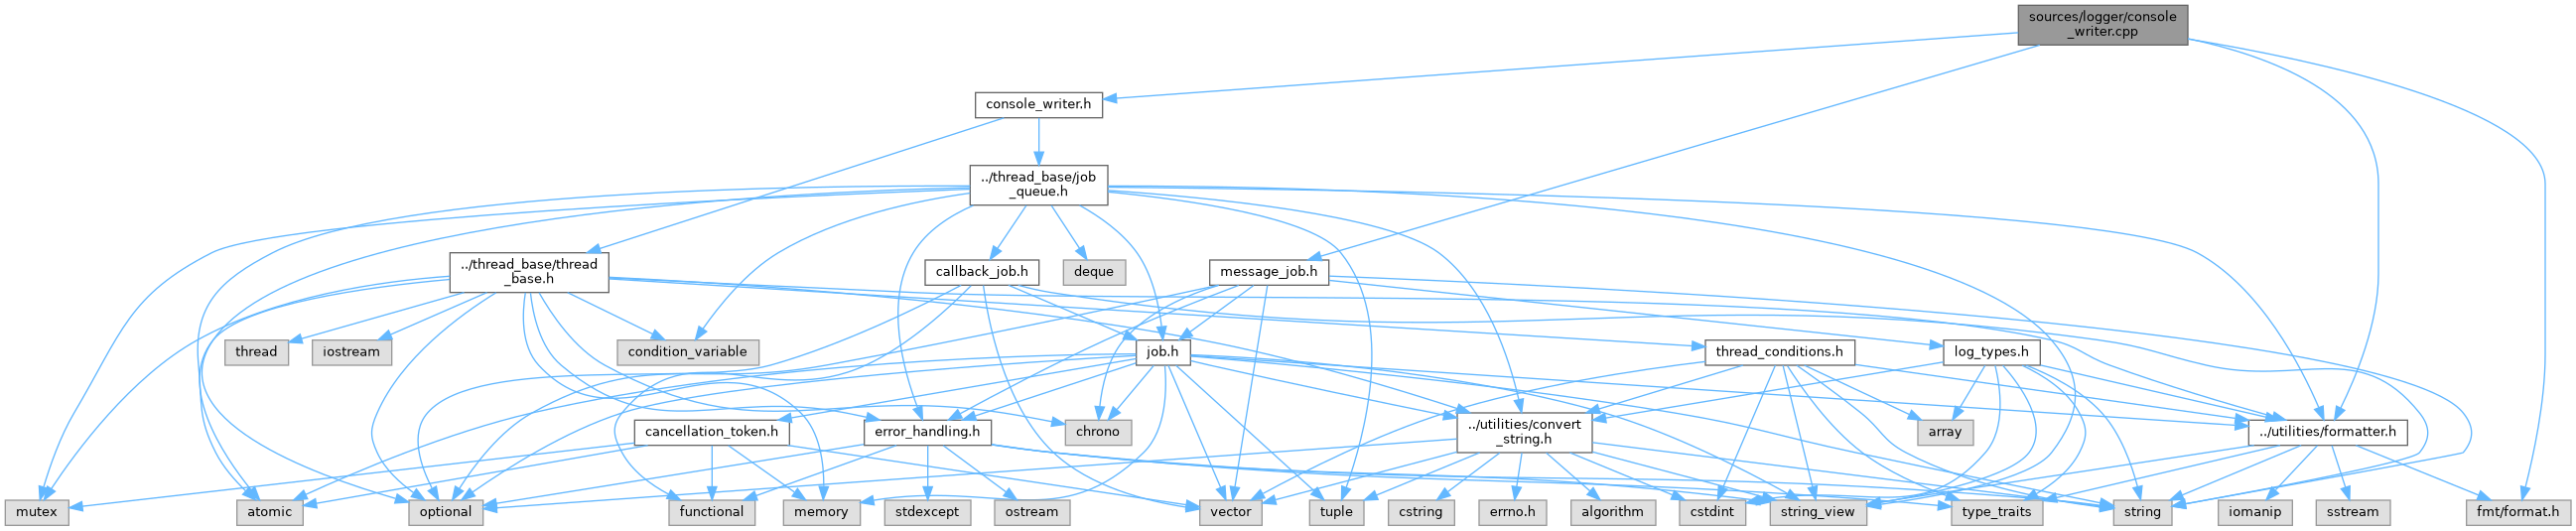 sources/logger/console
_writer.cpp
console_writer.h
../thread_base/job
_queue.h
../thread_base/thread
_base.h
callback_job.h
deque
message_job.h
thread
iostream
condition_variable
job.h
thread_conditions.h
log_types.h
cancellation_token.h
error_handling.h
chrono
../utilities/convert
_string.h
array
../utilities/formatter.h
mutex
atomic
optional
functional
memory
stdexcept
ostream
vector
tuple
cstring
errno.h
algorithm
cstdint
string_view
type_traits
string
iomanip
sstream
fmt/format.h